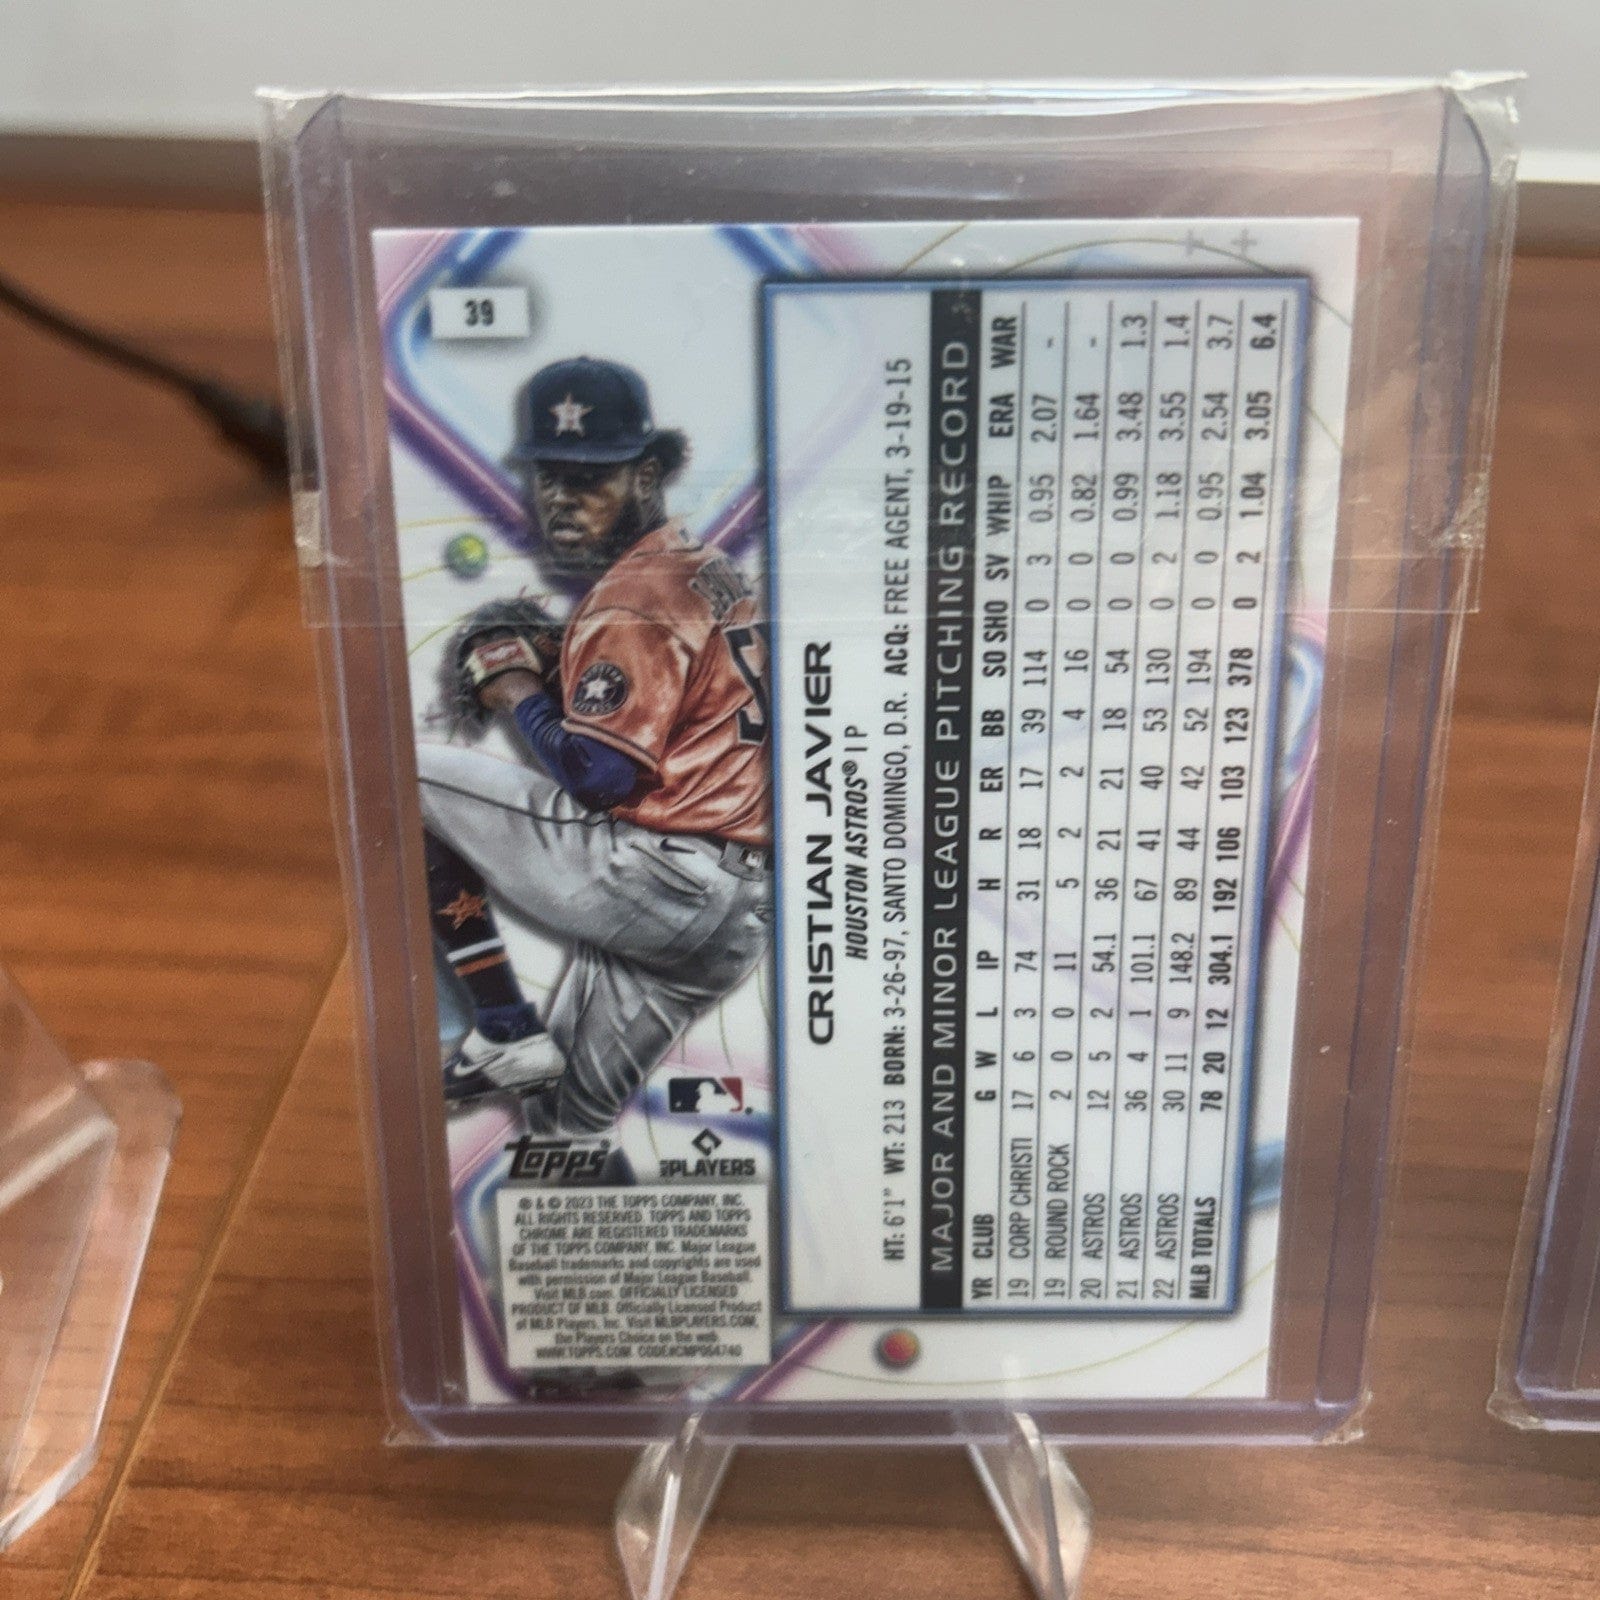 39
CRISTIAN JAVIER
HOUSTON ASTROS® | P
HT: 6'1" WT: 213 BORN: 3-26-97, SANTO DOMINGO, D.R. ACQ: FREE AGENT, 3-19-15
MAJOR AND MINOR LEAGUE PITCHING RECORD
YR CLUB G W L IP H R ER BB SO SHO SV WHIP ERA WAR
19 CORP CHRISTI 17 6 3 74 31 18 17 39 114 0 3 0.95 2.07 -
19 ROUND ROCK 2 0 0 11 5 2 2 4 16 0 0 0.82 1.64 -
20 ASTROS 12 5 2 54.1 36 21 21 18 54 0 0 0.99 3.48 1.3
21 ASTROS 36 4 1 101.1 67 41 40 53 130 0 2 1.18 3.55 1.4
22 ASTROS 30 11 9 148.2 89 44 42 52 194 0 0 0.95 2.54 3.7
MLB TOTALS 78 20 12 304.1 192 106 103 123 378 0 2 1.04 3.05 6.4
topps®
MLB PLAYERS
® & © 2023 THE TOPPS COMPANY, INC.
ALL RIGHTS RESERVED. TOPPS AND TOPPS
CHROME ARE REGISTERED TRADEMARKS
OF THE TOPPS COMPANY, INC. Major League
Baseball trademarks and copyrights are used
with permission of Major League Baseball.
Visit MLB.com. OFFICIALLY LICENSED
PRODUCT OF MLB. Officially Licensed Product
of MLB Players, Inc. Visit MLBPLAYERS.COM,
the Players Choice on the web.
WWW.TOPPS.COM. CODE#CMP064740